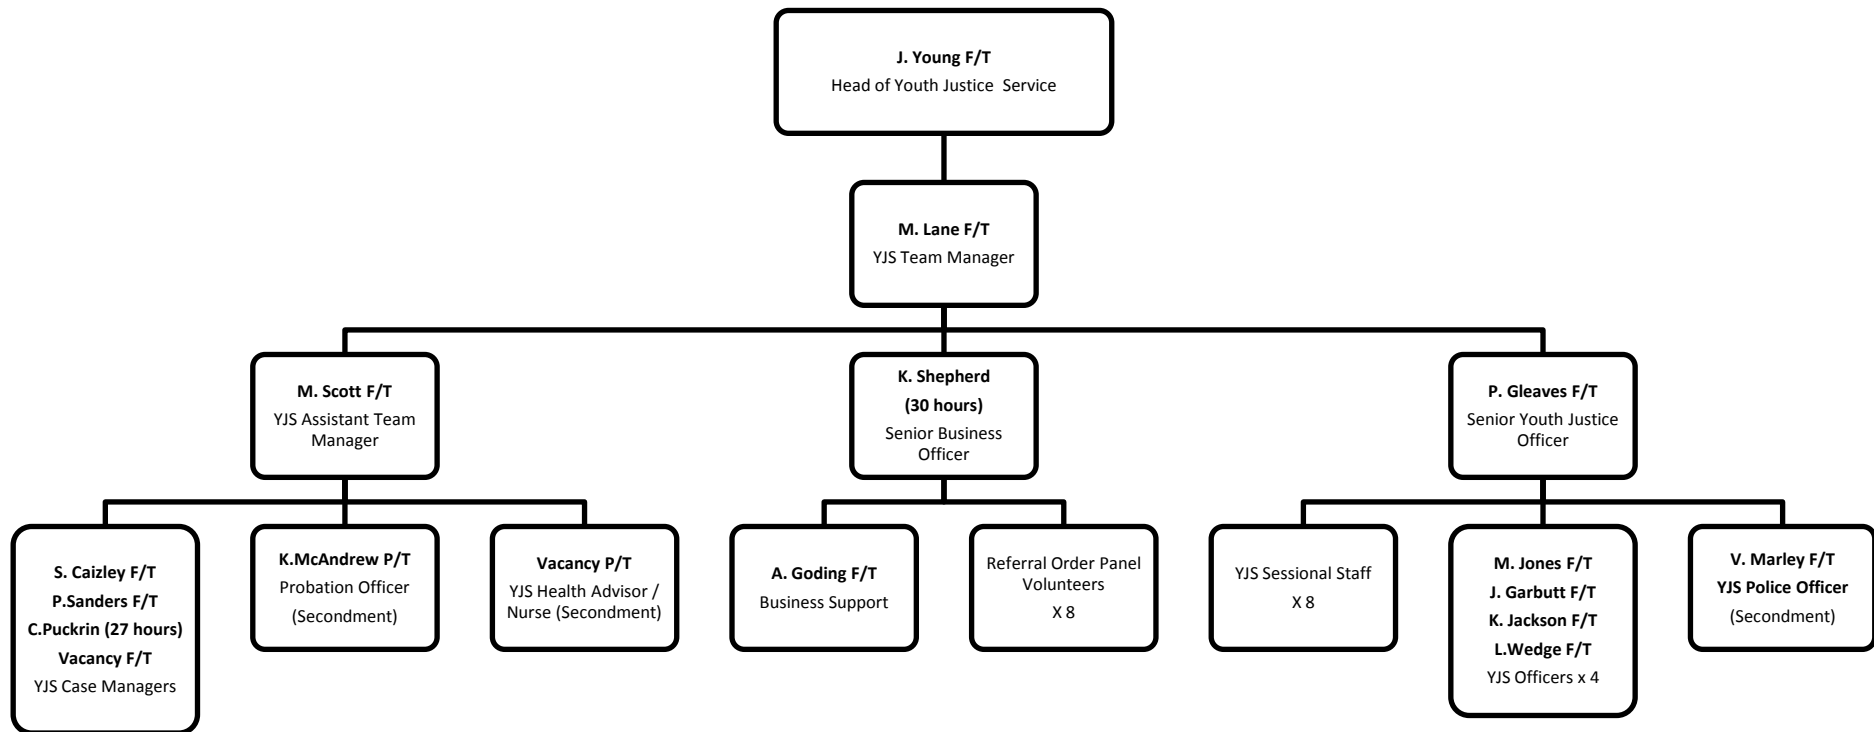 J. Young F/T
Head of Youth Justice Service
M. Lane F/T
YJS Team Manager
M. Scott F/T
YJS Assistant Team
Manager
K. Shepherd
(30 hours)
Senior Business
Officer
P. Gleaves F/T
Senior Youth Justice
Officer
S. Caizley F/T
P.Sanders F/T
C.Puckrin (27 hours)
Vacancy F/T
YJS Case Managers
K.McAndrew P/T
Probation Officer
(Secondment)
Vacancy P/T
YJS Health Advisor /
Nurse (Secondment)
A. Goding F/T
Business Support
Referral Order Panel
Volunteers
X 8
YJS Sessional Staff
X 8
M. Jones F/T
J. Garbutt F/T
K. Jackson F/T
L.Wedge F/T
YJS Officers x 4
V. Marley F/T
YJS Police Officer
(Secondment)